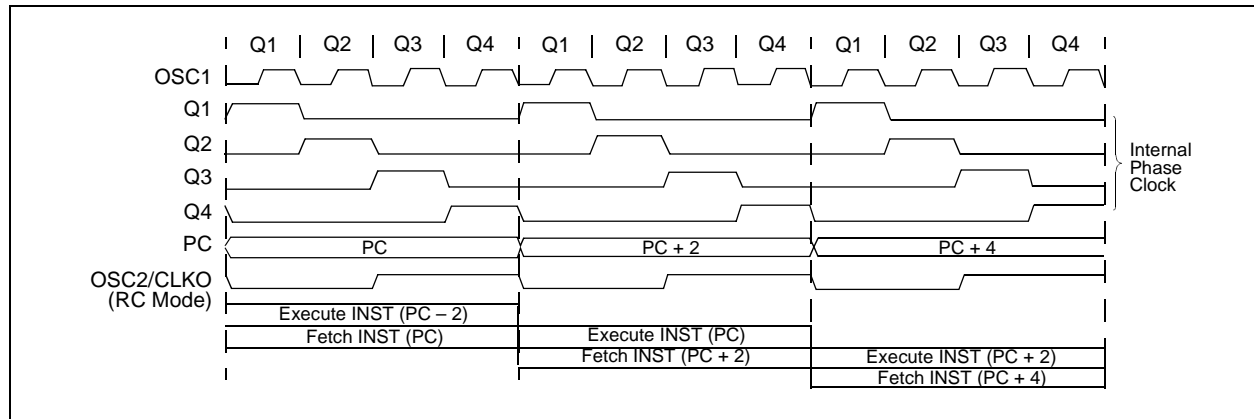 Q1 Q2 Q3 Q4 Q1 Q2 Q3 Q4 Q1 Q2 Q3 Q4
OSC1
Q1
Q2
Q3
Q4
Internal
Phase
Clock
PC PC PC + 2 PC + 4
OSC2/CLKO
(RC Mode)
Execute INST (PC – 2)
Fetch INST (PC) Execute INST (PC)
Fetch INST (PC + 2) Execute INST (PC + 2)
Fetch INST (PC + 4)